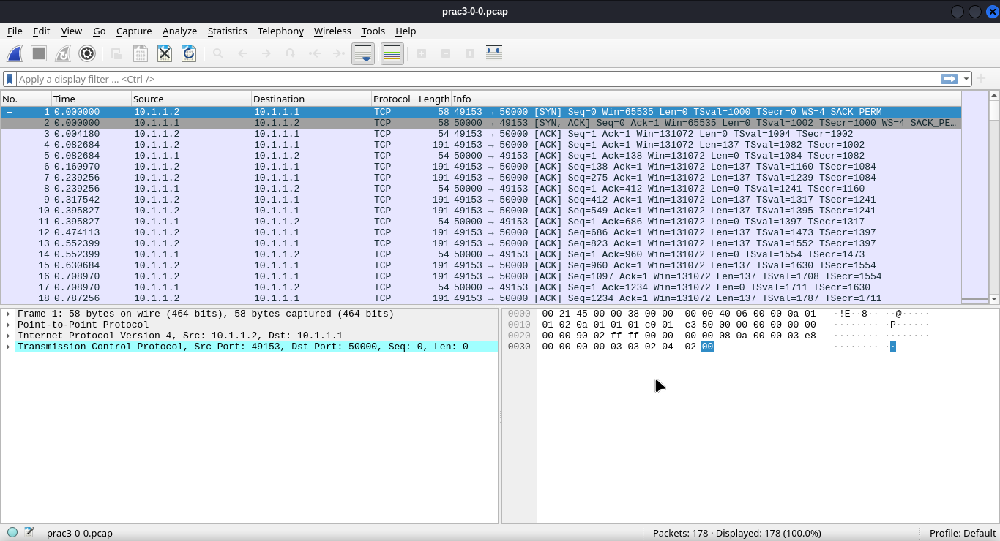 prac3-0-0.pcap
File Edit View Go Capture Analyze Statistics Telephony Wireless Tools Help
Apply a display filter ... <Ctrl-/>
No. Time Source Destination Protocol Length Info
1 0.000000 10.1.1.2 10.1.1.1 TCP 58 49153 → 50000 [SYN] Seq=0 Win=65535 Len=0 TSval=1000 TSecr=0 WS=4 SACK_PERM
2 0.000000 10.1.1.1 10.1.1.2 TCP 58 50000 → 49153 [SYN, ACK] Seq=0 Ack=1 Win=65535 Len=0 TSval=1002 TSecr=1000 WS=4 SACK_PE…
3 0.004180 10.1.1.2 10.1.1.1 TCP 54 49153 → 50000 [ACK] Seq=1 Ack=1 Win=131072 Len=0 TSval=1004 TSecr=1002
4 0.082684 10.1.1.2 10.1.1.1 TCP 191 49153 → 50000 [ACK] Seq=1 Ack=1 Win=131072 Len=137 TSval=1082 TSecr=1002
5 0.082684 10.1.1.1 10.1.1.2 TCP 54 50000 → 49153 [ACK] Seq=1 Ack=138 Win=131072 Len=0 TSval=1084 TSecr=1082
6 0.160970 10.1.1.2 10.1.1.1 TCP 191 49153 → 50000 [ACK] Seq=138 Ack=1 Win=131072 Len=137 TSval=1160 TSecr=1084
7 0.239256 10.1.1.2 10.1.1.1 TCP 191 49153 → 50000 [ACK] Seq=275 Ack=1 Win=131072 Len=137 TSval=1239 TSecr=1084
8 0.239256 10.1.1.1 10.1.1.2 TCP 54 50000 → 49153 [ACK] Seq=1 Ack=412 Win=131072 Len=0 TSval=1241 TSecr=1160
9 0.317542 10.1.1.2 10.1.1.1 TCP 191 49153 → 50000 [ACK] Seq=412 Ack=1 Win=131072 Len=137 TSval=1317 TSecr=1241
10 0.395827 10.1.1.2 10.1.1.1 TCP 191 49153 → 50000 [ACK] Seq=549 Ack=1 Win=131072 Len=137 TSval=1395 TSecr=1241
11 0.395827 10.1.1.1 10.1.1.2 TCP 54 50000 → 49153 [ACK] Seq=1 Ack=686 Win=131072 Len=0 TSval=1397 TSecr=1317
12 0.474113 10.1.1.2 10.1.1.1 TCP 191 49153 → 50000 [ACK] Seq=686 Ack=1 Win=131072 Len=137 TSval=1473 TSecr=1397
13 0.552399 10.1.1.2 10.1.1.1 TCP 191 49153 → 50000 [ACK] Seq=823 Ack=1 Win=131072 Len=137 TSval=1552 TSecr=1397
14 0.552399 10.1.1.1 10.1.1.2 TCP 54 50000 → 49153 [ACK] Seq=1 Ack=960 Win=131072 Len=0 TSval=1554 TSecr=1473
15 0.630684 10.1.1.2 10.1.1.1 TCP 191 49153 → 50000 [ACK] Seq=960 Ack=1 Win=131072 Len=137 TSval=1630 TSecr=1554
16 0.708970 10.1.1.2 10.1.1.1 TCP 191 49153 → 50000 [ACK] Seq=1097 Ack=1 Win=131072 Len=137 TSval=1708 TSecr=1554
17 0.708970 10.1.1.1 10.1.1.2 TCP 54 50000 → 49153 [ACK] Seq=1 Ack=1234 Win=131072 Len=0 TSval=1711 TSecr=1630
18 0.787256 10.1.1.2 10.1.1.1 TCP 191 49153 → 50000 [ACK] Seq=1234 Ack=1 Win=131072 Len=137 TSval=1787 TSecr=1711
Frame 1: 58 bytes on wire (464 bits), 58 bytes captured (464 bits)
Point-to-Point Protocol
Internet Protocol Version 4, Src: 10.1.1.2, Dst: 10.1.1.1
Transmission Control Protocol, Src Port: 49153, Dst Port: 50000, Seq: 0, Len: 0
0000 00 21 45 00 00 38 00 00 00 00 40 06 00 00 0a 01 ·!E··8·· ··@·····
0010 01 02 0a 01 01 01 c0 01 c3 50 00 00 00 00 00 00 ········ ·P······
0020 00 00 90 02 ff ff 00 00 00 00 08 0a 00 00 03 e8 ········ ········
0030 00 00 00 00 03 03 02 04 02 00 ········ ··
prac3-0-0.pcap
Packets: 178 · Displayed: 178 (100.0%)
Profile: Default